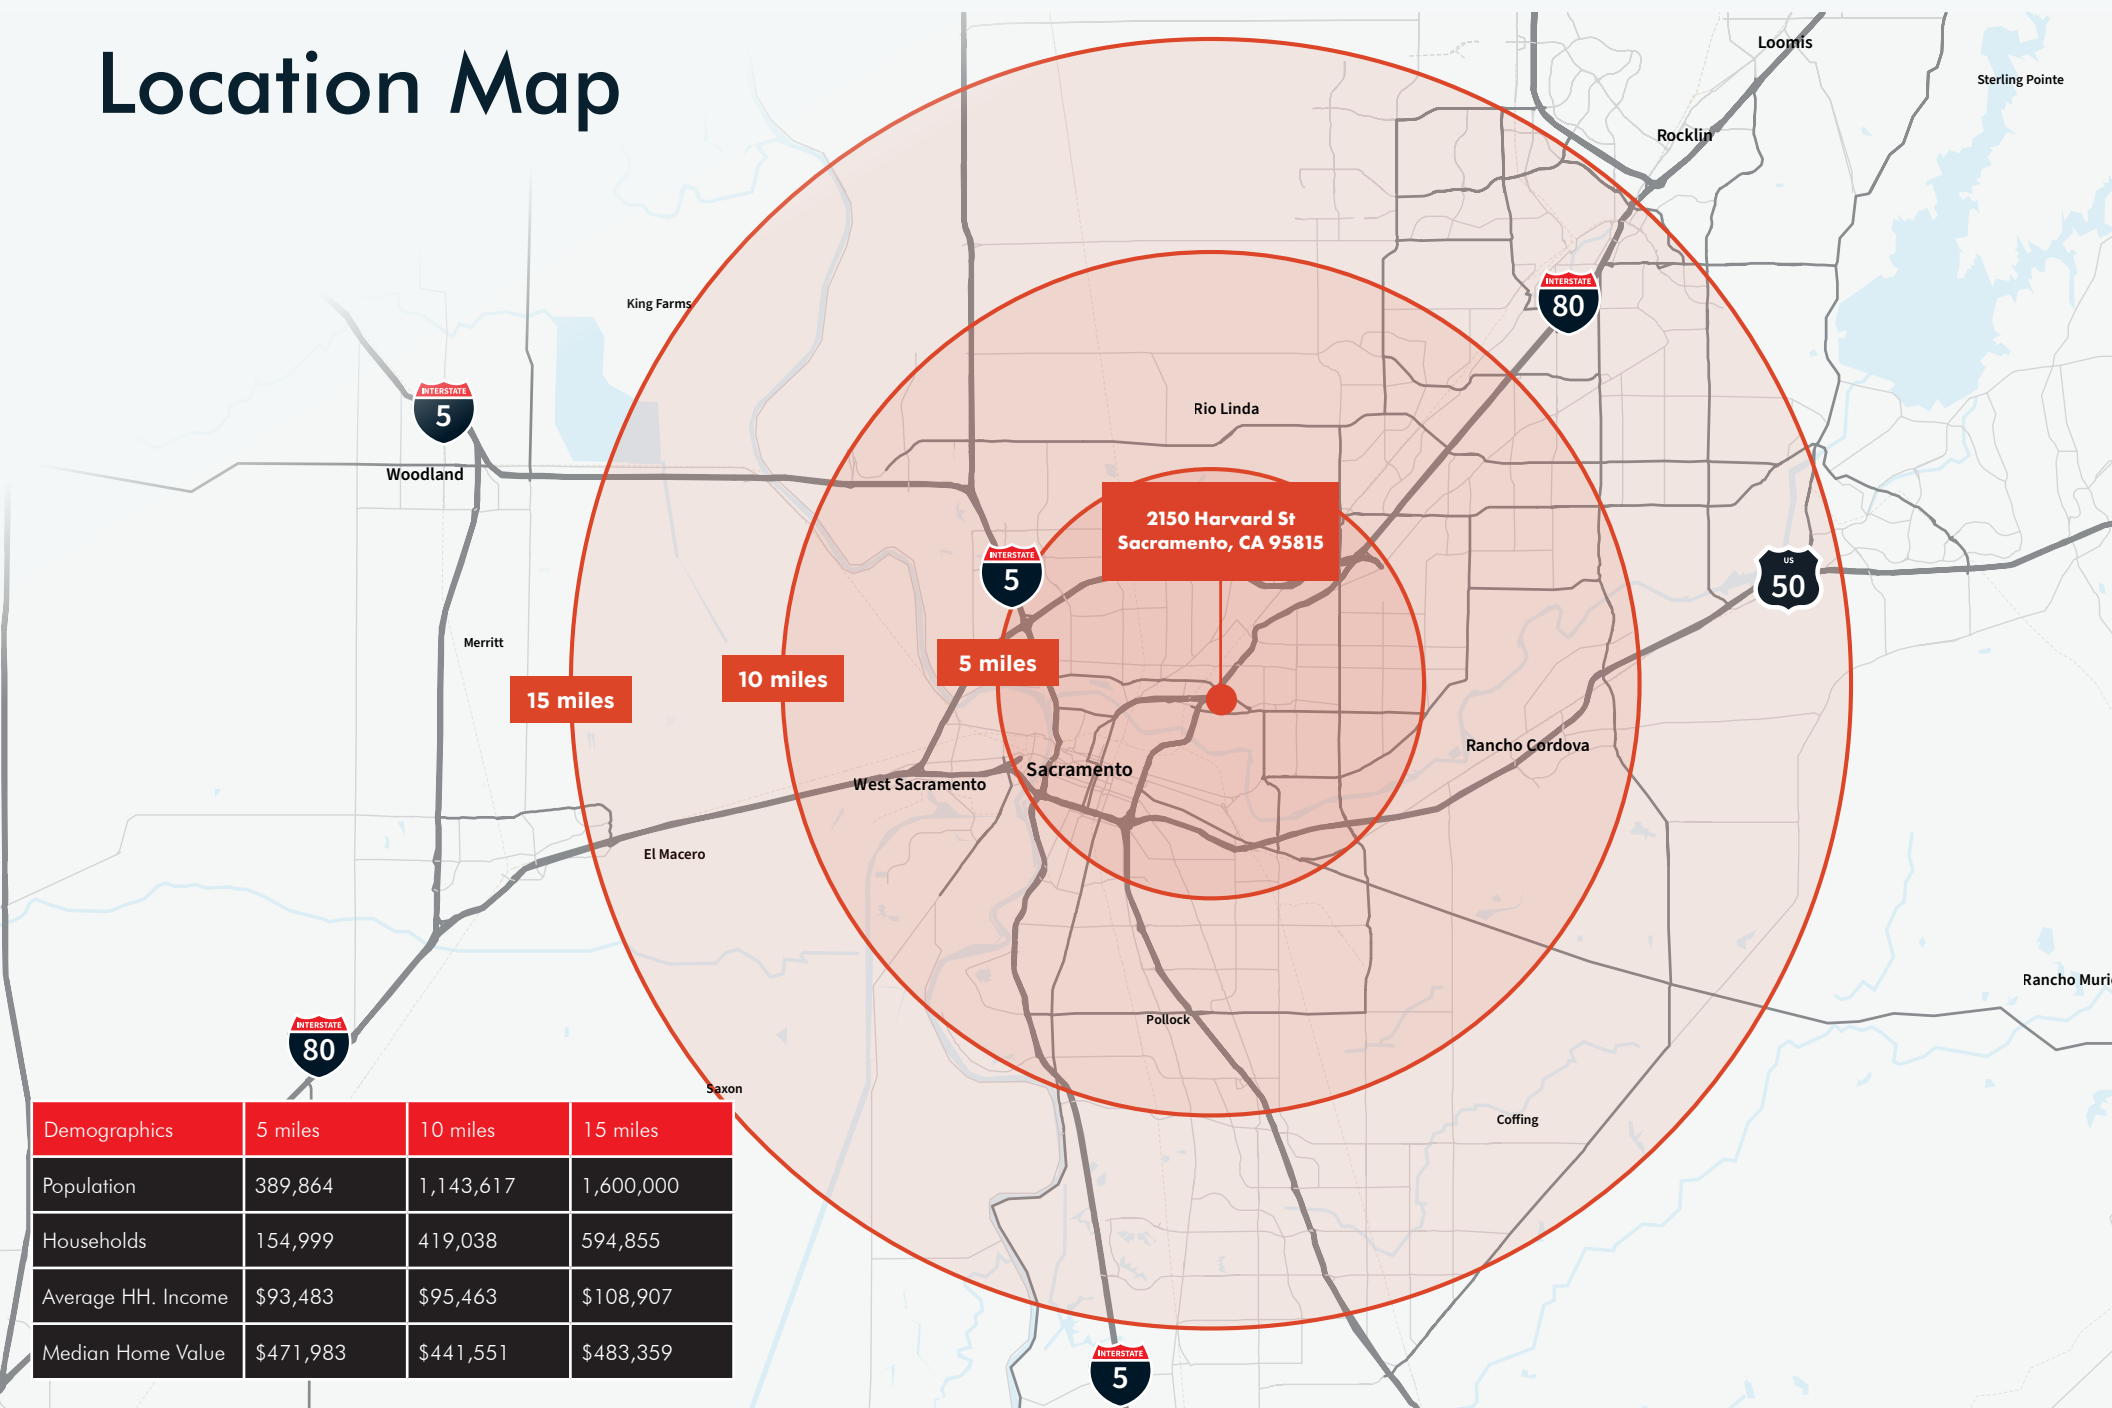 Location Map
Loomis
Sterling Pointe
Rocklin
INTERSTATE
80
King Farms
INTERSTATE
5
Woodland
Rio Linda
2150 Harvard St
Sacramento, CA 95815
INTERSTATE
5
US
50
Merritt
5 miles
10 miles
15 miles
Rancho Cordova
Sacramento
West Sacramento
El Macero
Rancho Muri
Pollock
INTERSTATE
80
Saxon
Coffing
Demographics 5 miles 10 miles 15 miles
Population 389,864 1,143,617 1,600,000
Households 154,999 419,038 594,855
Average HH. Income $93,483 $95,463 $108,907
Median Home Value $471,983 $441,551 $483,359
INTERSTATE
5